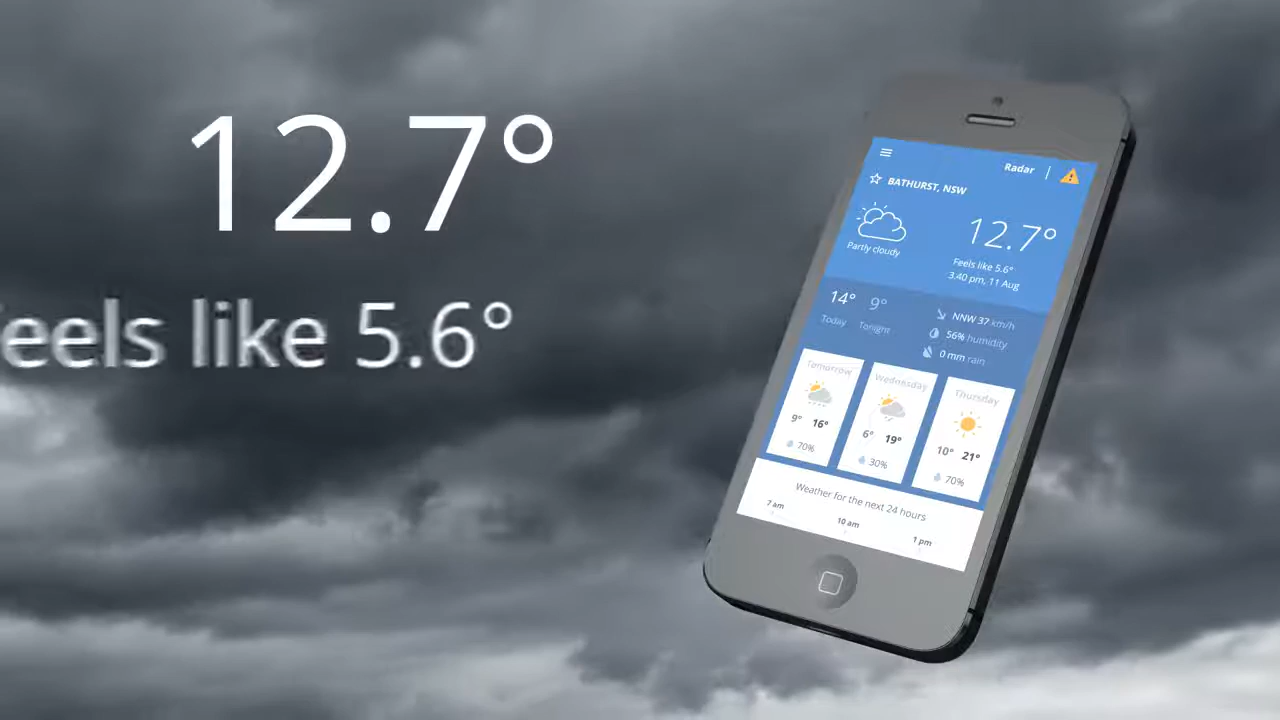 12.7°
eels like 5.6°
Radar
BATHURST, NSW
Partly cloudy
12.7°
Feels like 5.6°
3.40 pm, 11 Aug
14° 9°
Today Tonight
NNW 37 km/h
56% humidity
0 mm rain
Tomorrow
9° 16°
70%
Wednesday
6° 19°
30%
Thursday
10° 21°
70%
Weather for the next 24 hours
7 am
10 am
1 pm